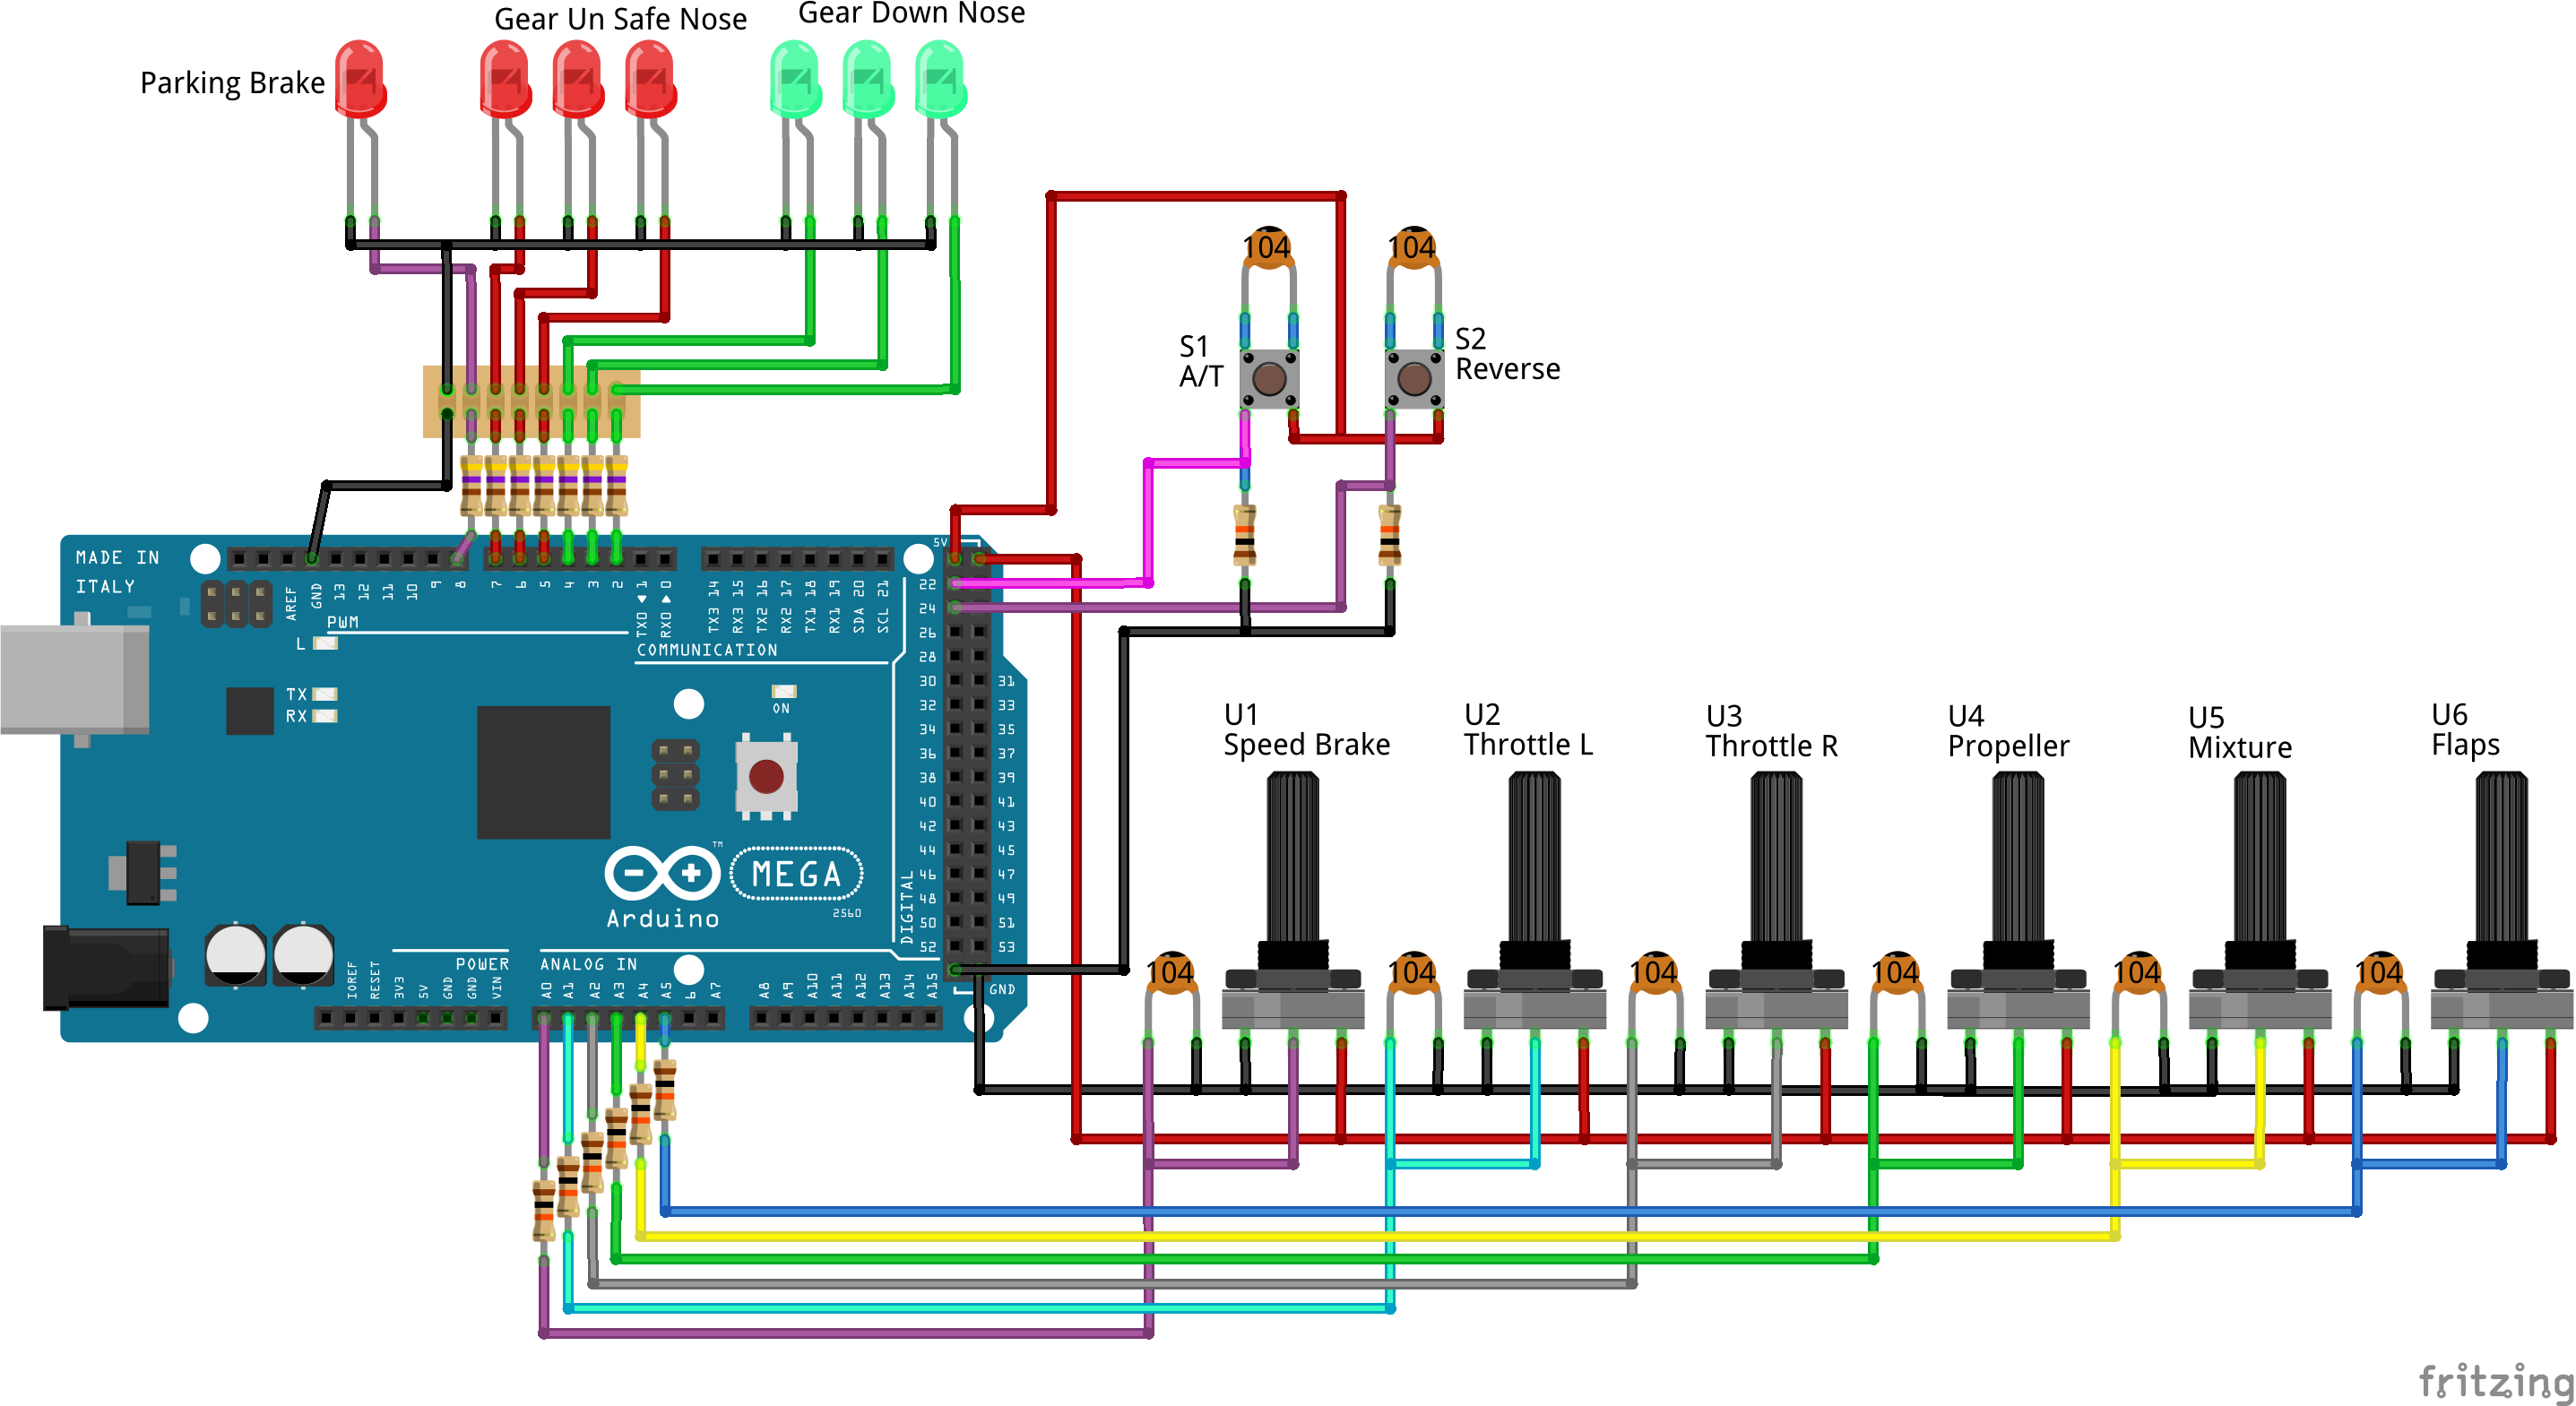 Gear Un Safe Nose
Gear Down Nose
Parking Brake
104
104
S1
A/T
S2
Reverse
MADE IN
ITALY
5V
AREF
GND
13
12
11
10
9
8
7
6
5
4
3
2
TX0 1
RX0 0
TX3 14
RX3 15
TX2 16
RX2 17
TX1 18
RX1 19
SDA 20
SCL 21
PWM
L
COMMUNICATION
TX
RX
ON
22
24
26
28
30
31
32
33
34
35
36
37
38
39
40
41
42
43
44
45
46
47
48
49
50
51
52
53
DIGITAL
GND
MEGA
TM
2560
Arduino
POWER
ANALOG IN
IOREF
RESET
3V3
5V
GND
GND
VIN
A0
A1
A2
A3
A4
A5
6
A7
A8
A9
A10
A11
A12
A13
A14
A15
U1
Speed Brake
U2
Throttle L
U3
Throttle R
U4
Propeller
U5
Mixture
U6
Flaps
104
104
104
104
104
104
fritzing